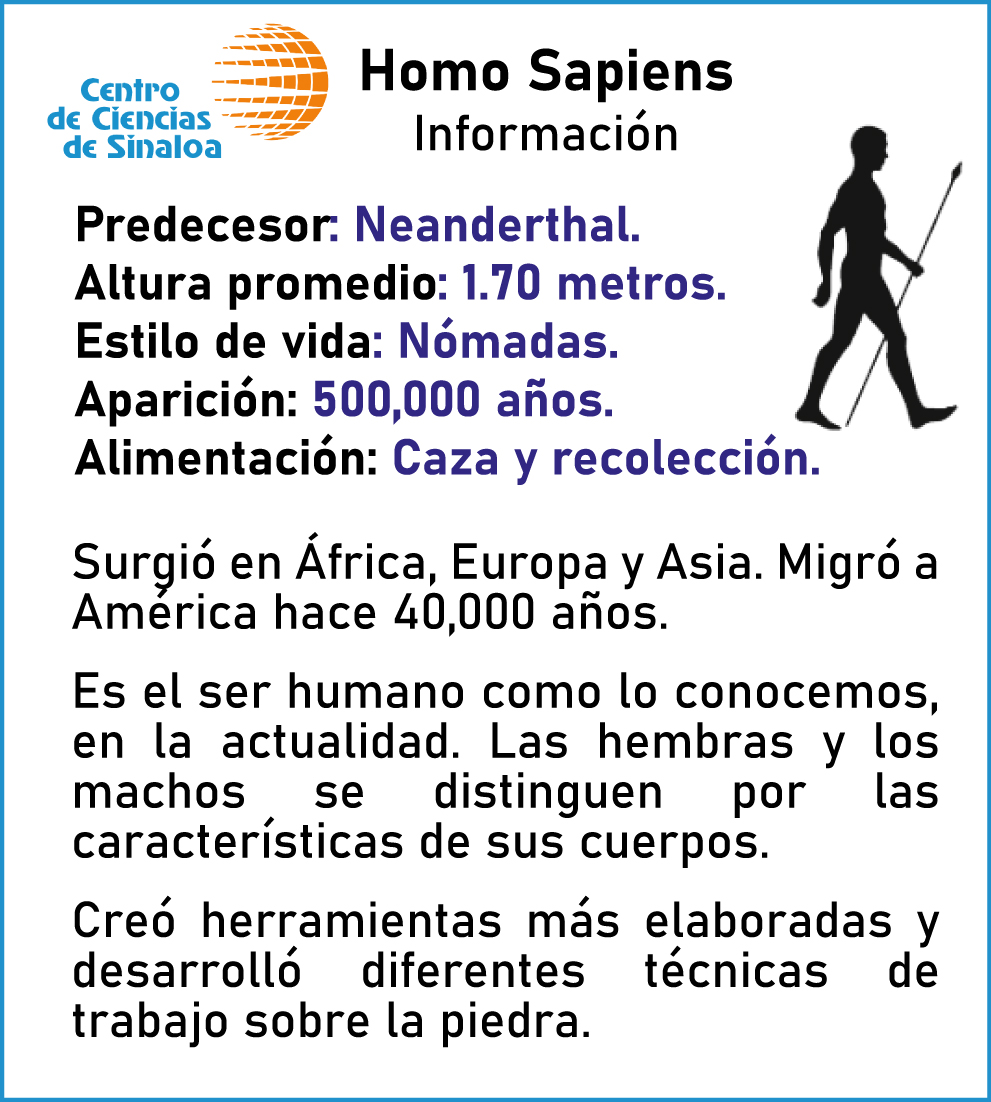 Centro
de Ciencias
de Sinaloa
Homo Sapiens
Información
Predecesor: Neanderthal.
Altura promedio: 1.70 metros.
Estilo de vida: Nómadas.
Aparición: 500,000 años.
Alimentación: Caza y recolección.
Surgió en África, Europa y Asia. Migró a
América hace 40,000 años.
Es el ser humano como lo conocemos,
en la actualidad. Las hembras y los
machos se distinguen por las
características de sus cuerpos.
Creó herramientas más elaboradas y
desarrolló diferentes técnicas de
trabajo sobre la piedra.